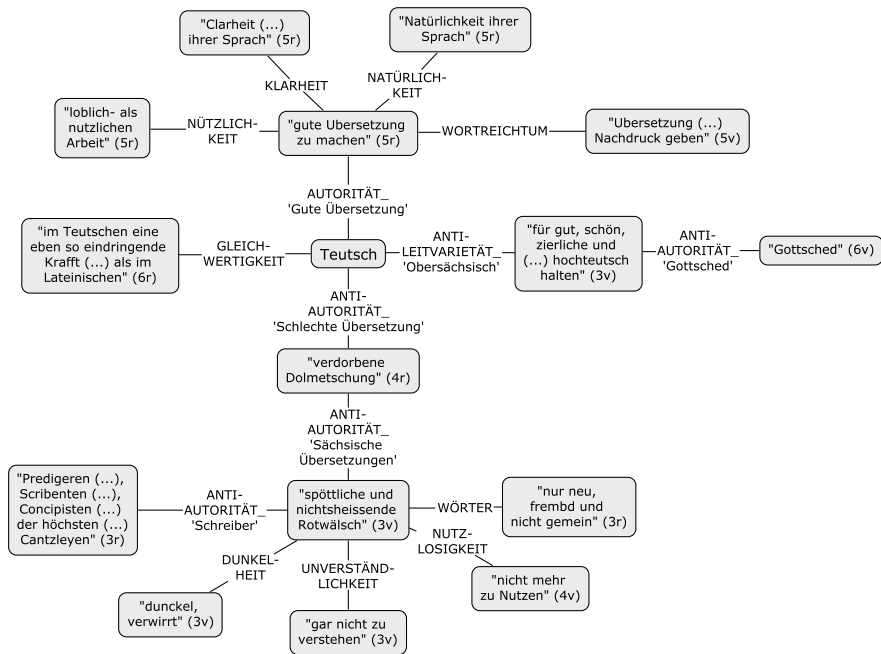 "Clarheit (...)
ihrer Sprach" (5r)
"Natürlichkeit ihrer
Sprach" (5r)
KLARHEIT
NATÜRLICH-
KEIT
"loblich- als
nutzlichen
Arbeit" (5r)
NÜTZLICH-
KEIT
"gute Ubersetzung
zu machen" (5r)
WORTREICHTUM
"Ubersetzung (...)
Nachdruck geben" (5v)
AUTORITÄT_
'Gute Übersetzung'
"im Teutschen eine
eben so eindringende
Krafft (...) als im
Lateinischen" (6r)
GLEICH-
WERTIGKEIT
Teutsch
ANTI-
LEITVARIETÄT_
'Obersächsisch'
"für gut, schön,
zierliche und
(...) hochteutsch
halten" (3v)
ANTI-
AUTORITÄT_
'Gottsched'
"Gottsched" (6v)
ANTI-
AUTORITÄT_
'Schlechte Übersetzung'
"verdorbene
Dolmetschung" (4r)
ANTI-
AUTORITÄT_
'Sächsische
Übersetzungen'
"Predigeren (...),
Scribenten (...),
Concipisten (...)
der höchsten (...)
Cantzleyen" (3r)
ANTI-
AUTORITÄT_
'Schreiber'
"spöttliche und
nichtsheissende
Rotwälsch" (3v)
WÖRTER
"nur neu,
frembd und
nicht gemein" (3r)
NUTZ-
LOSIGKEIT
"nicht mehr
zu Nutzen" (4v)
DUNKEL-
HEIT
"dunckel,
verwirrt" (3v)
UNVERSTÄND-
LICHKEIT
"gar nicht zu
verstehen" (3v)